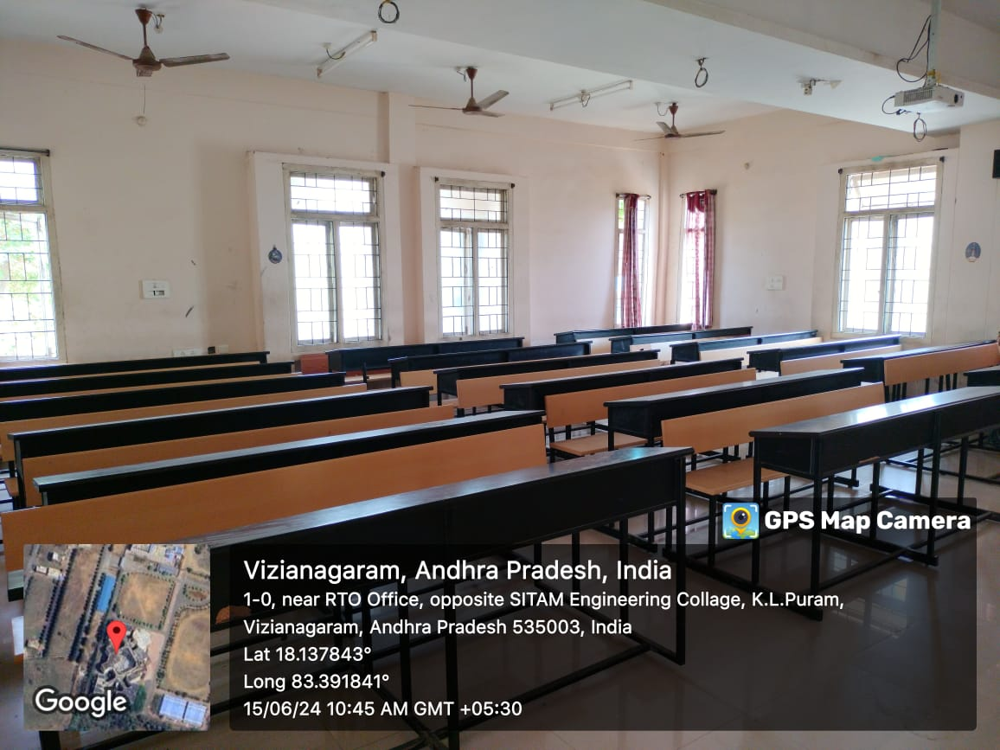 GPS Map Camera
Vizianagaram, Andhra Pradesh, India
1-0, near RTO Office, opposite SITAM Engineering Collage, K.L.Puram,
Vizianagaram, Andhra Pradesh 535003, India
Lat 18.137843°
Long 83.391841°
15/06/24 10:45 AM GMT +05:30
Google